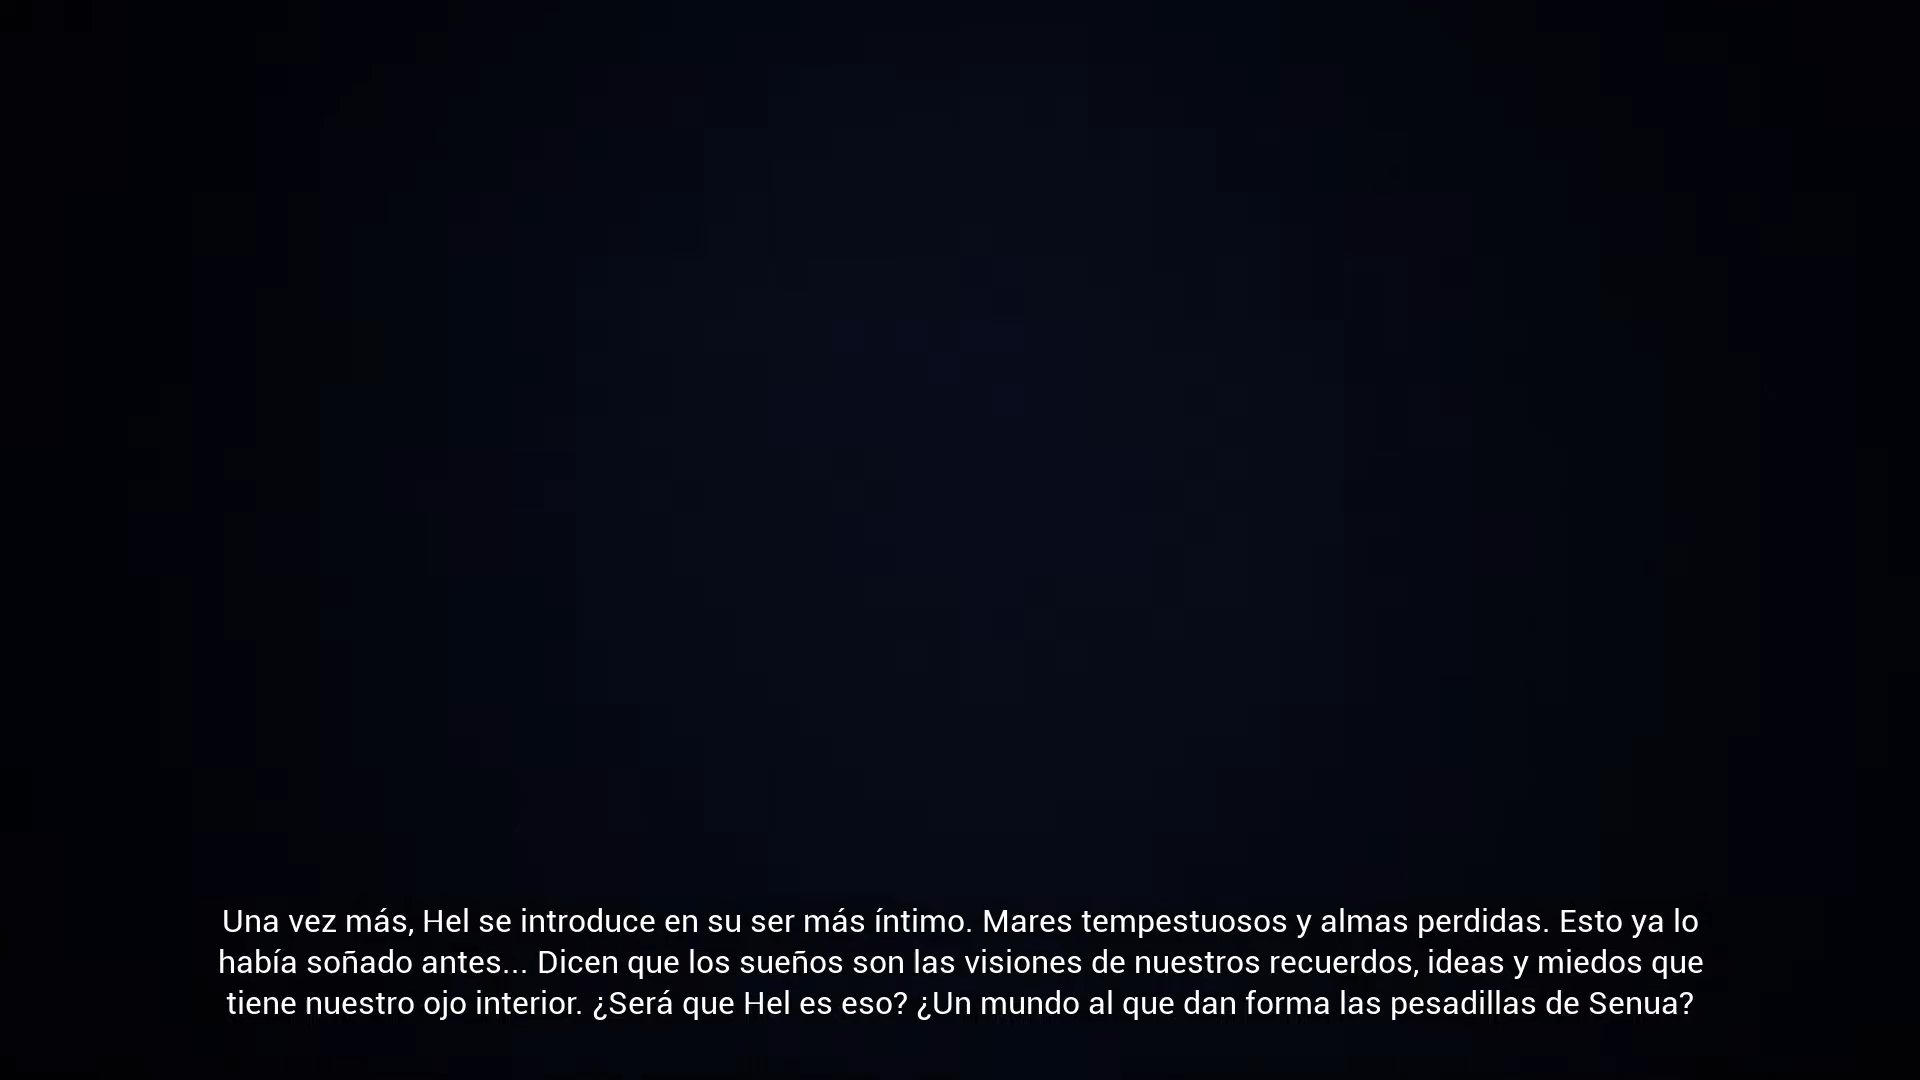 Una vez más, Hel se introduce en su ser más íntimo. Mares tempestuosos y almas perdidas. Esto ya lo
había soñado antes... Dicen que los sueños son las visiones de nuestros recuerdos, ideas y miedos que
tiene nuestro ojo interior. ¿Será que Hel es eso? ¿Un mundo al que dan forma las pesadillas de Senua?